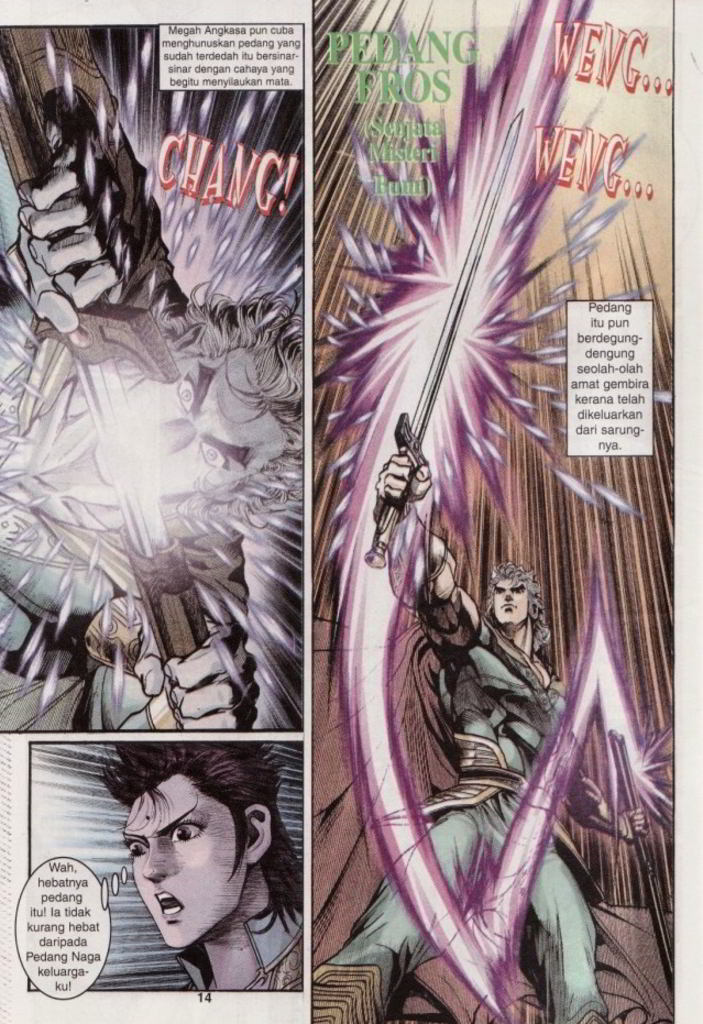 Megah Angkasa pun cuba
menghunuskan pedang yang
sudah terdedah itu bersinar-
sinar dengan cahaya yang
begitu menyilaukan mata.
CHANG!
Wah,
hebatnya
pedang
itu! Ia tidak
kurang hebat
daripada
Pedang Naga
keluarga-
ku!
14
PEDANG
FROS
(Senjata
Misteri
Bumi)
WENG...
WENG...
Pedang
itu pun
berdegung-
dengung
seolah-olah
amat gembira
kerana telah
dikeluarkan
dari sarung-
nya.